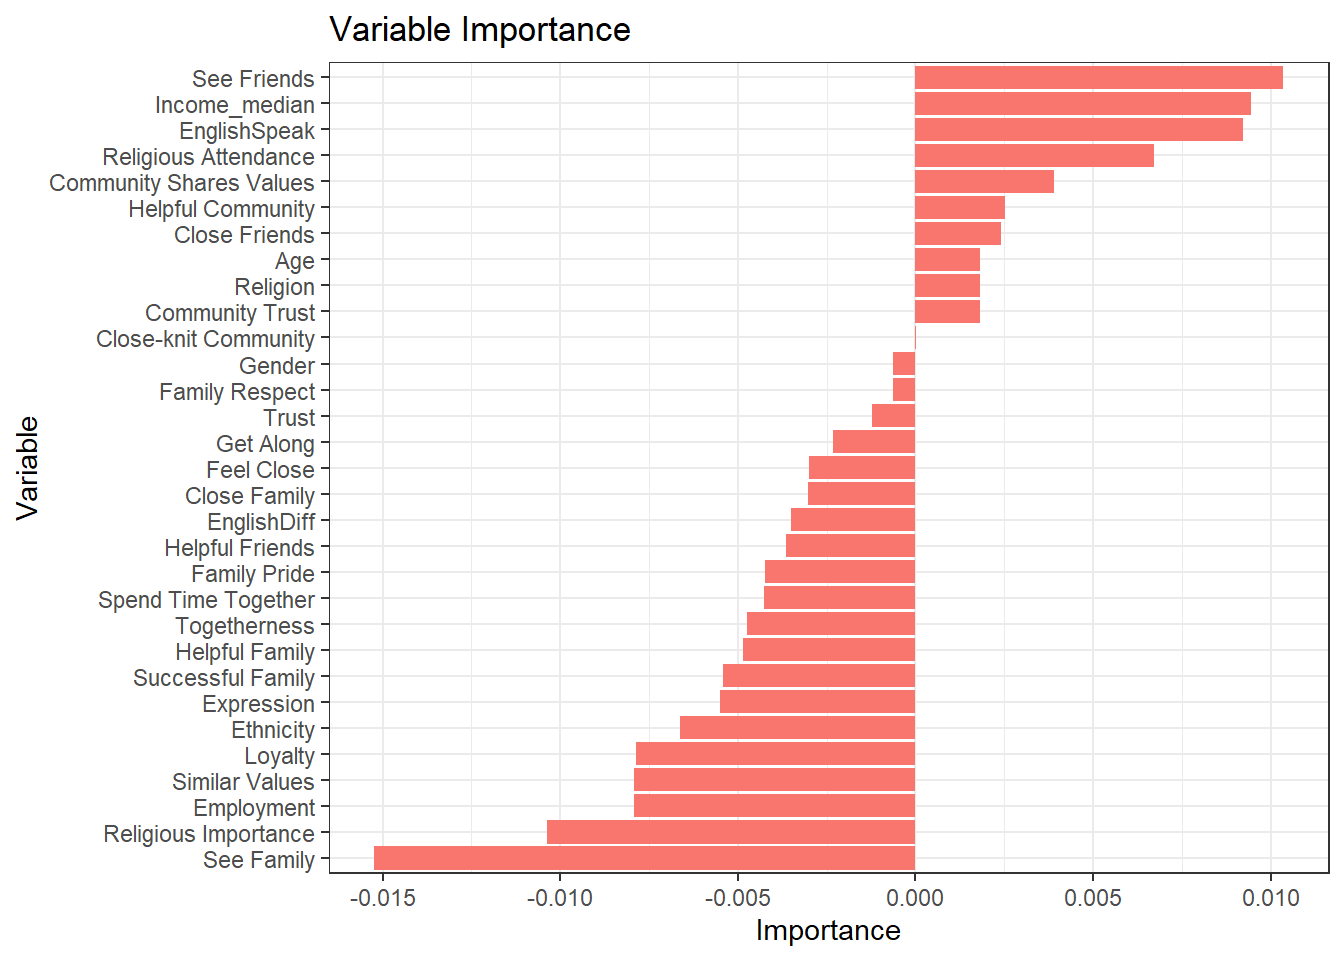 Variable Importance
See Friends
Income_median
EnglishSpeak
Religious Attendance
Community Shares Values
Helpful Community
Close Friends
Age
Religion
Community Trust
Close-knit Community
Gender
Family Respect
Trust
Get Along
Feel Close
Close Family
EnglishDiff
Helpful Friends
Family Pride
Spend Time Together
Togetherness
Helpful Family
Successful Family
Expression
Ethnicity
Loyalty
Similar Values
Employment
Religious Importance
See Family
Variable
-0.015 -0.010 -0.005 0.000 0.005 0.010
Importance